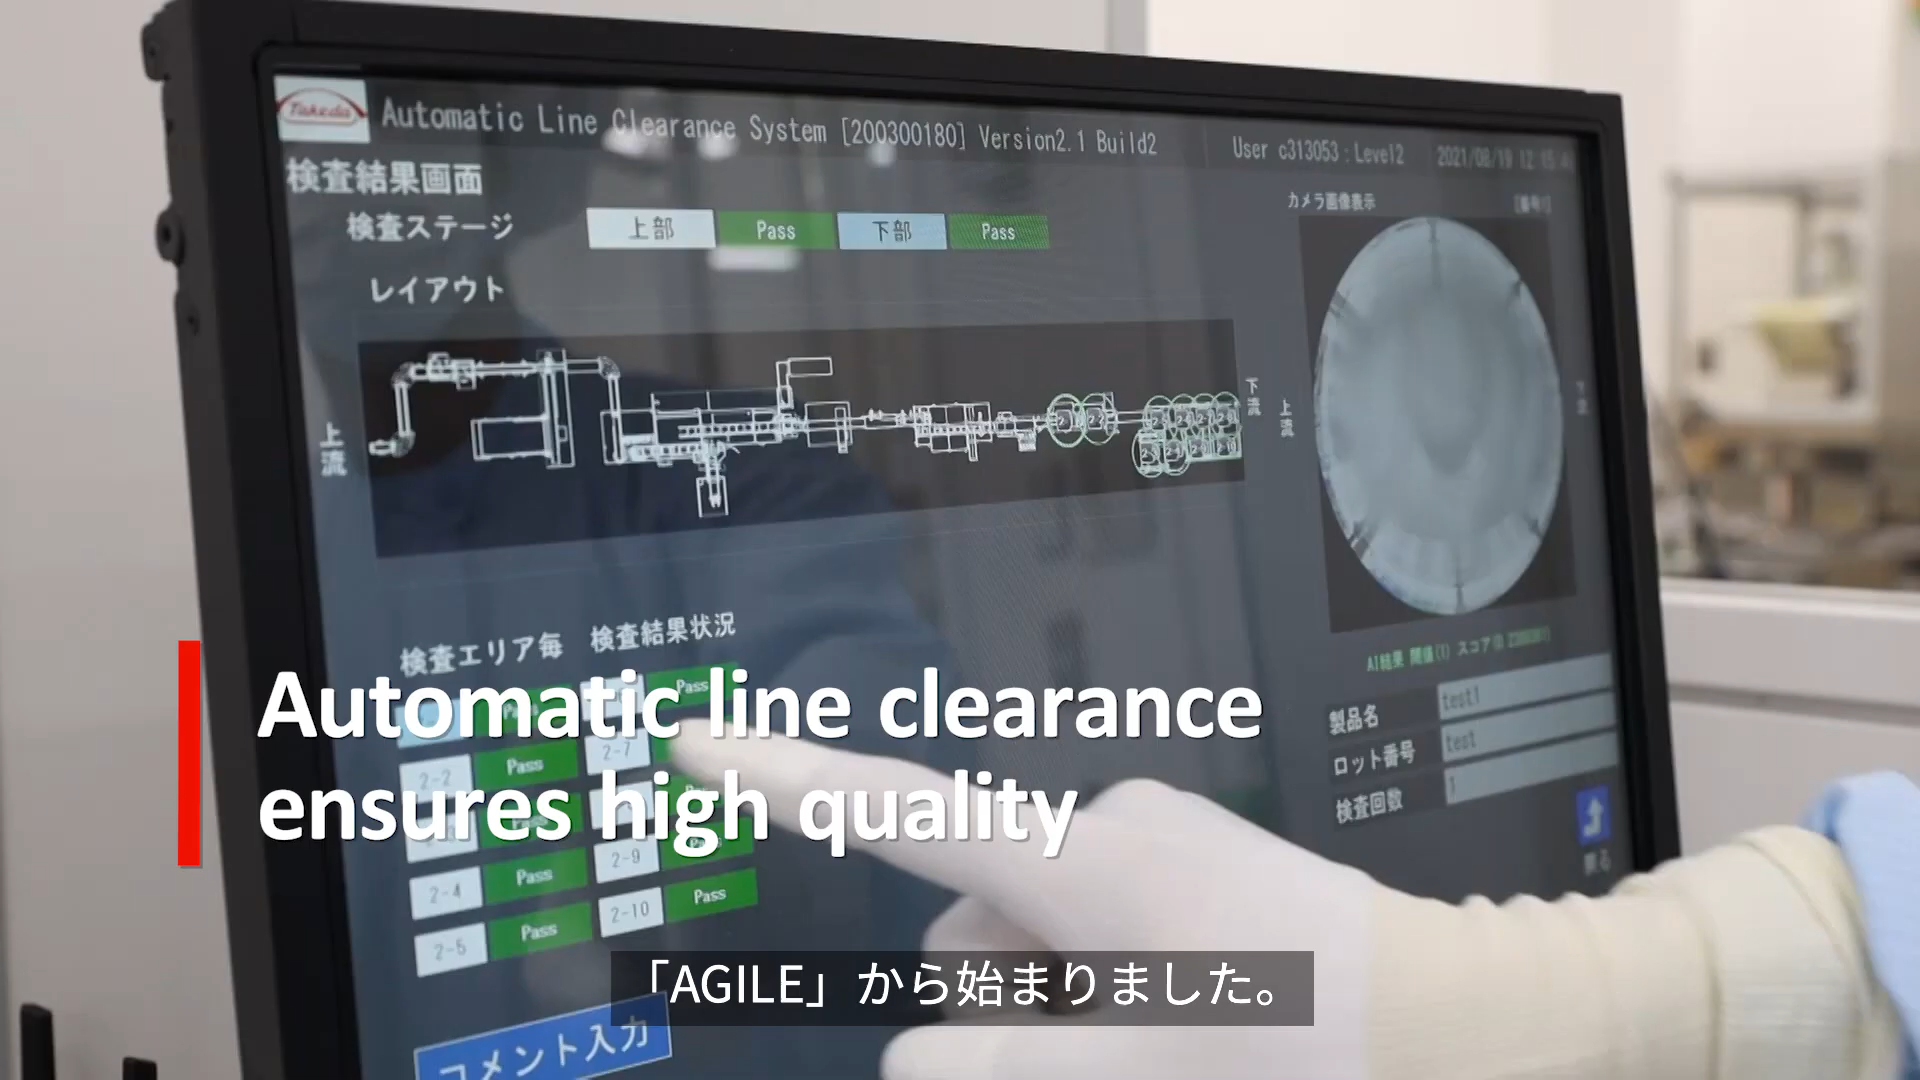 Takeda
Automatic Line Clearance System [200300180] Version2.1 Build2
User c313053 : Level2
2021/08/19 12:15:4
検査結果画面
検査ステージ
上部
Pass
下部
Pass
カメラ画像表示
レイアウト
上流
下流
上流
検査エリア毎 検査結果状況
Pass
2-2
Pass
2-7
2-4
Pass
2-9
2-5
Pass
2-10
Pass
製品名
test1
ロット番号
test
検査回数
1
戻る
Automatic line clearance
ensures high quality
「AGILE」から始まりました。
コメント入力